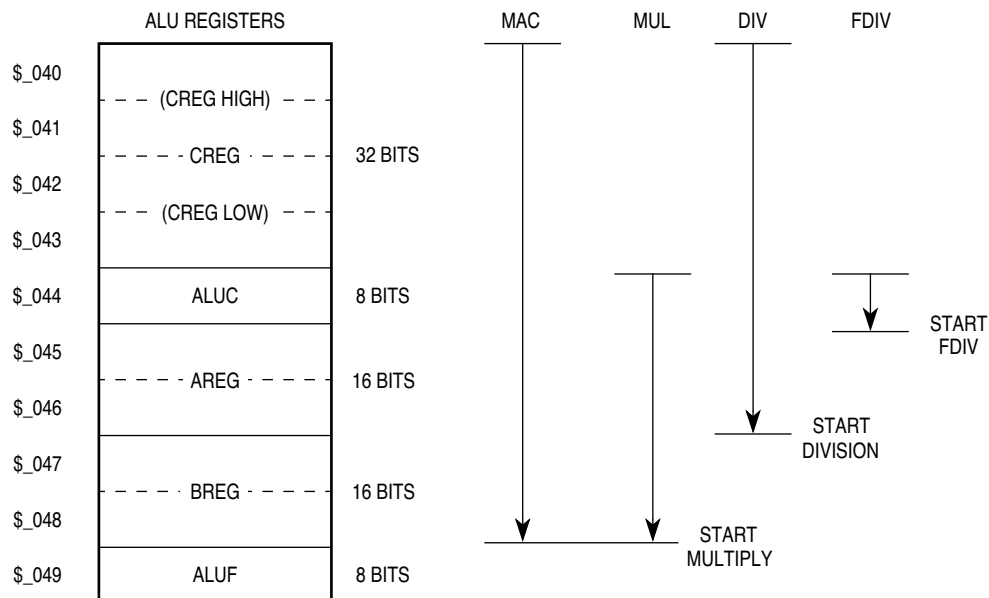 ALU REGISTERS MAC MUL DIV FDIV
$_040
(CREG HIGH)
$_041
CREG 32 BITS
$_042
(CREG LOW)
$_043
$_044 ALUC 8 BITS
START
FDIV
$_045
AREG 16 BITS
$_046
START
DIVISION
$_047
BREG 16 BITS
$_048
START
MULTIPLY
$_049 ALUF 8 BITS